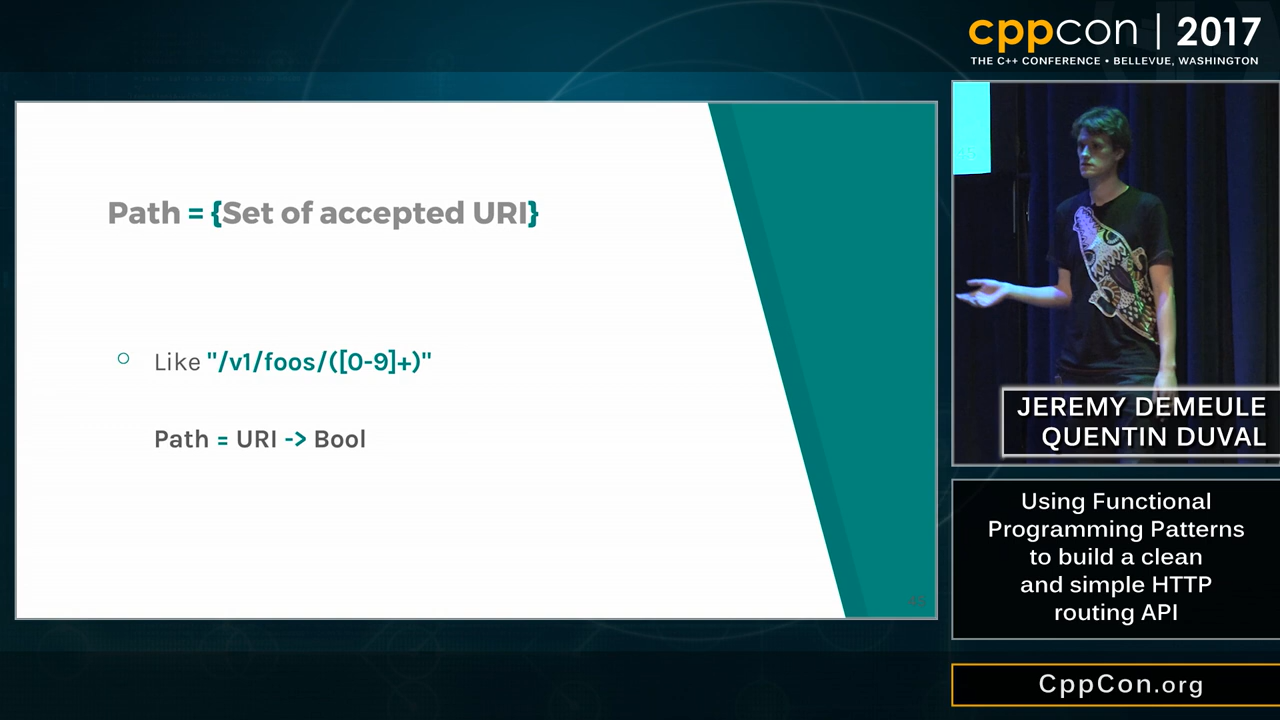 cppcon | 2017
THE C++ CONFERENCE • BELLEVUE, WASHINGTON
Path = {Set of accepted URI}
Like "/v1/foos/([0-9]+)"
Path = URI -> Bool
JEREMY DEMEULE
QUENTIN DUVAL
Using Functional
Programming Patterns
to build a clean
and simple HTTP
routing API
CppCon.org